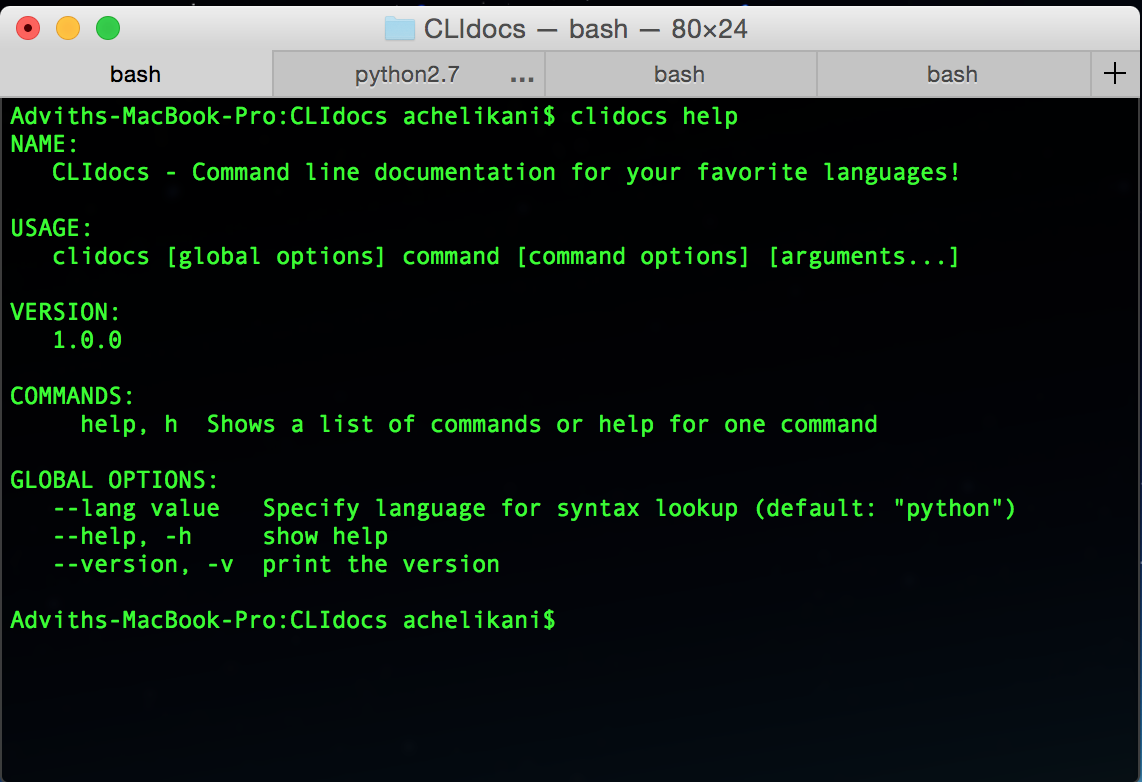 CLIdocs — bash — 80×24
bash python2.7 ... bash bash +
Adviths-MacBook-Pro:CLIdocs achelikani$ clidocs help
NAME:
   CLIdocs - Command line documentation for your favorite languages!

USAGE:
   clidocs [global options] command [command options] [arguments...]

VERSION:
   1.0.0

COMMANDS:
     help, h  Shows a list of commands or help for one command

GLOBAL OPTIONS:
   --lang value   Specify language for syntax lookup (default: "python")
   --help, -h     show help
   --version, -v  print the version

Adviths-MacBook-Pro:CLIdocs achelikani$